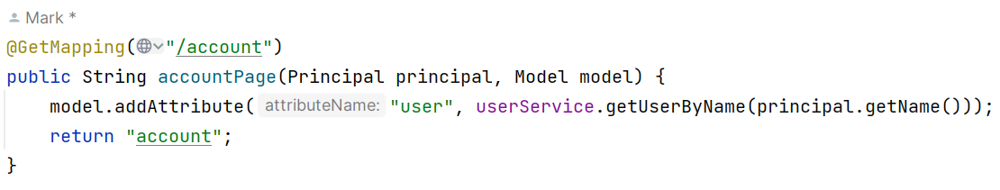 Mark *
@GetMapping("/account")
public String accountPage(Principal principal, Model model) {
    model.addAttribute( attributeName: "user", userService.getUserByName(principal.getName()));
    return "account";
}